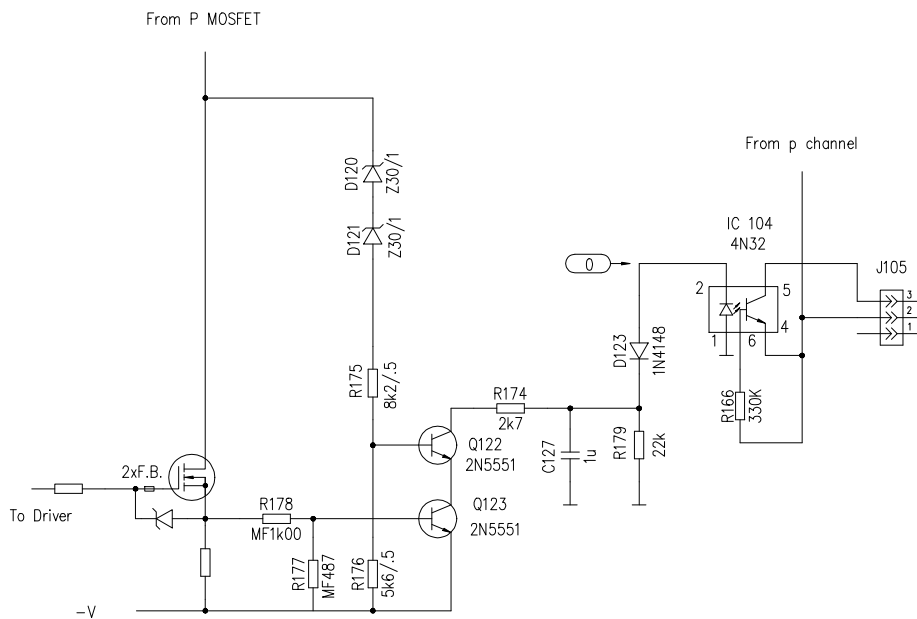 From P MOSFET
From p channel
D120
Z30/1
D121
Z30/1
IC 104
4N32
J105
0
2
5
1
6
4
3
2
1
D123
1N4148
R175
8k2/.5
R174
2k7
R166
330K
Q122
2N5551
C127
1u
R179
22k
2xF.B.
To Driver
R178
MF1k00
Q123
2N5551
R177
MF487
R176
5k6/.5
-V